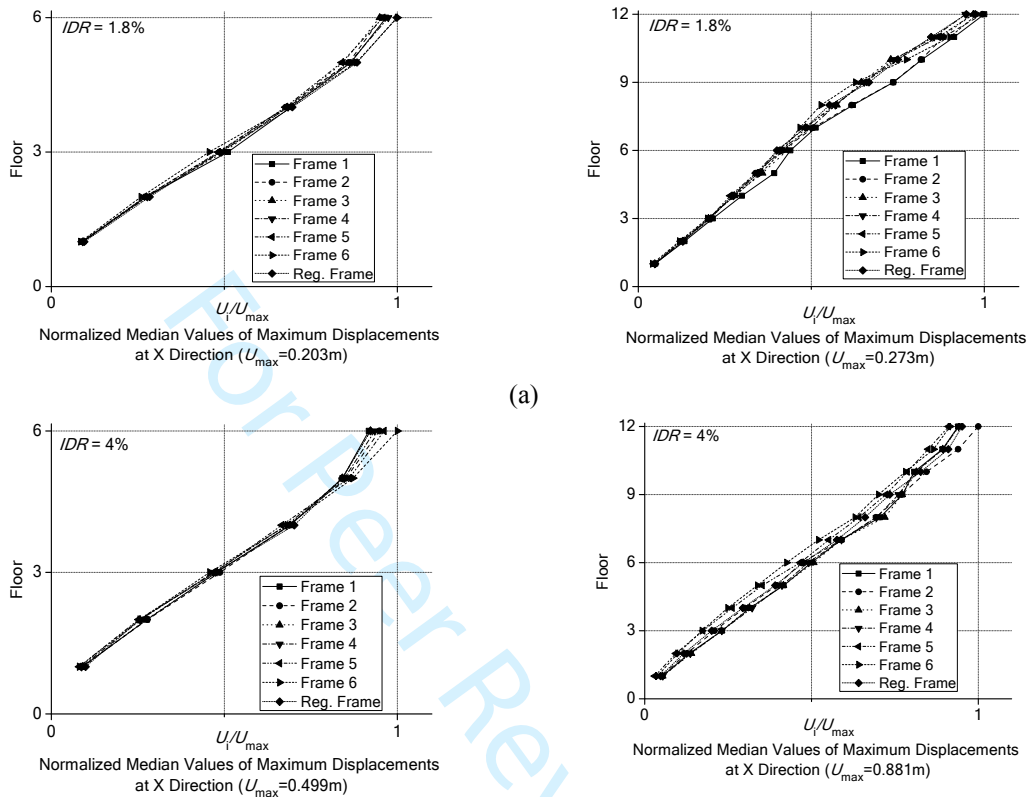 6
IDR = 1.8%
Floor
3
Frame 1
Frame 2
Frame 3
Frame 4
Frame 5
Frame 6
Reg. Frame
0
0
1
Ui/Umax
Normalized Median Values of Maximum Displacements
at X Direction (Umax=0.203m)
12
IDR = 1.8%
9
Floor
6
3
0
Frame 1
Frame 2
Frame 3
Frame 4
Frame 5
Frame 6
Reg. Frame
0
1
Ui/Umax
Normalized Median Values of Maximum Displacements
at X Direction (Umax=0.273m)
(a)
6
IDR = 4%
Floor
3
Frame 1
Frame 2
Frame 3
Frame 4
Frame 5
Frame 6
Reg. Frame
0
0
1
Ui/Umax
Normalized Median Values of Maximum Displacements
at X Direction (Umax=0.499m)
12
IDR = 4%
9
Floor
6
3
0
Frame 1
Frame 2
Frame 3
Frame 4
Frame 5
Frame 6
Reg. Frame
0
1
Ui/Umax
Normalized Median Values of Maximum Displacements
at X Direction (Umax=0.881m)
For Peer Rev